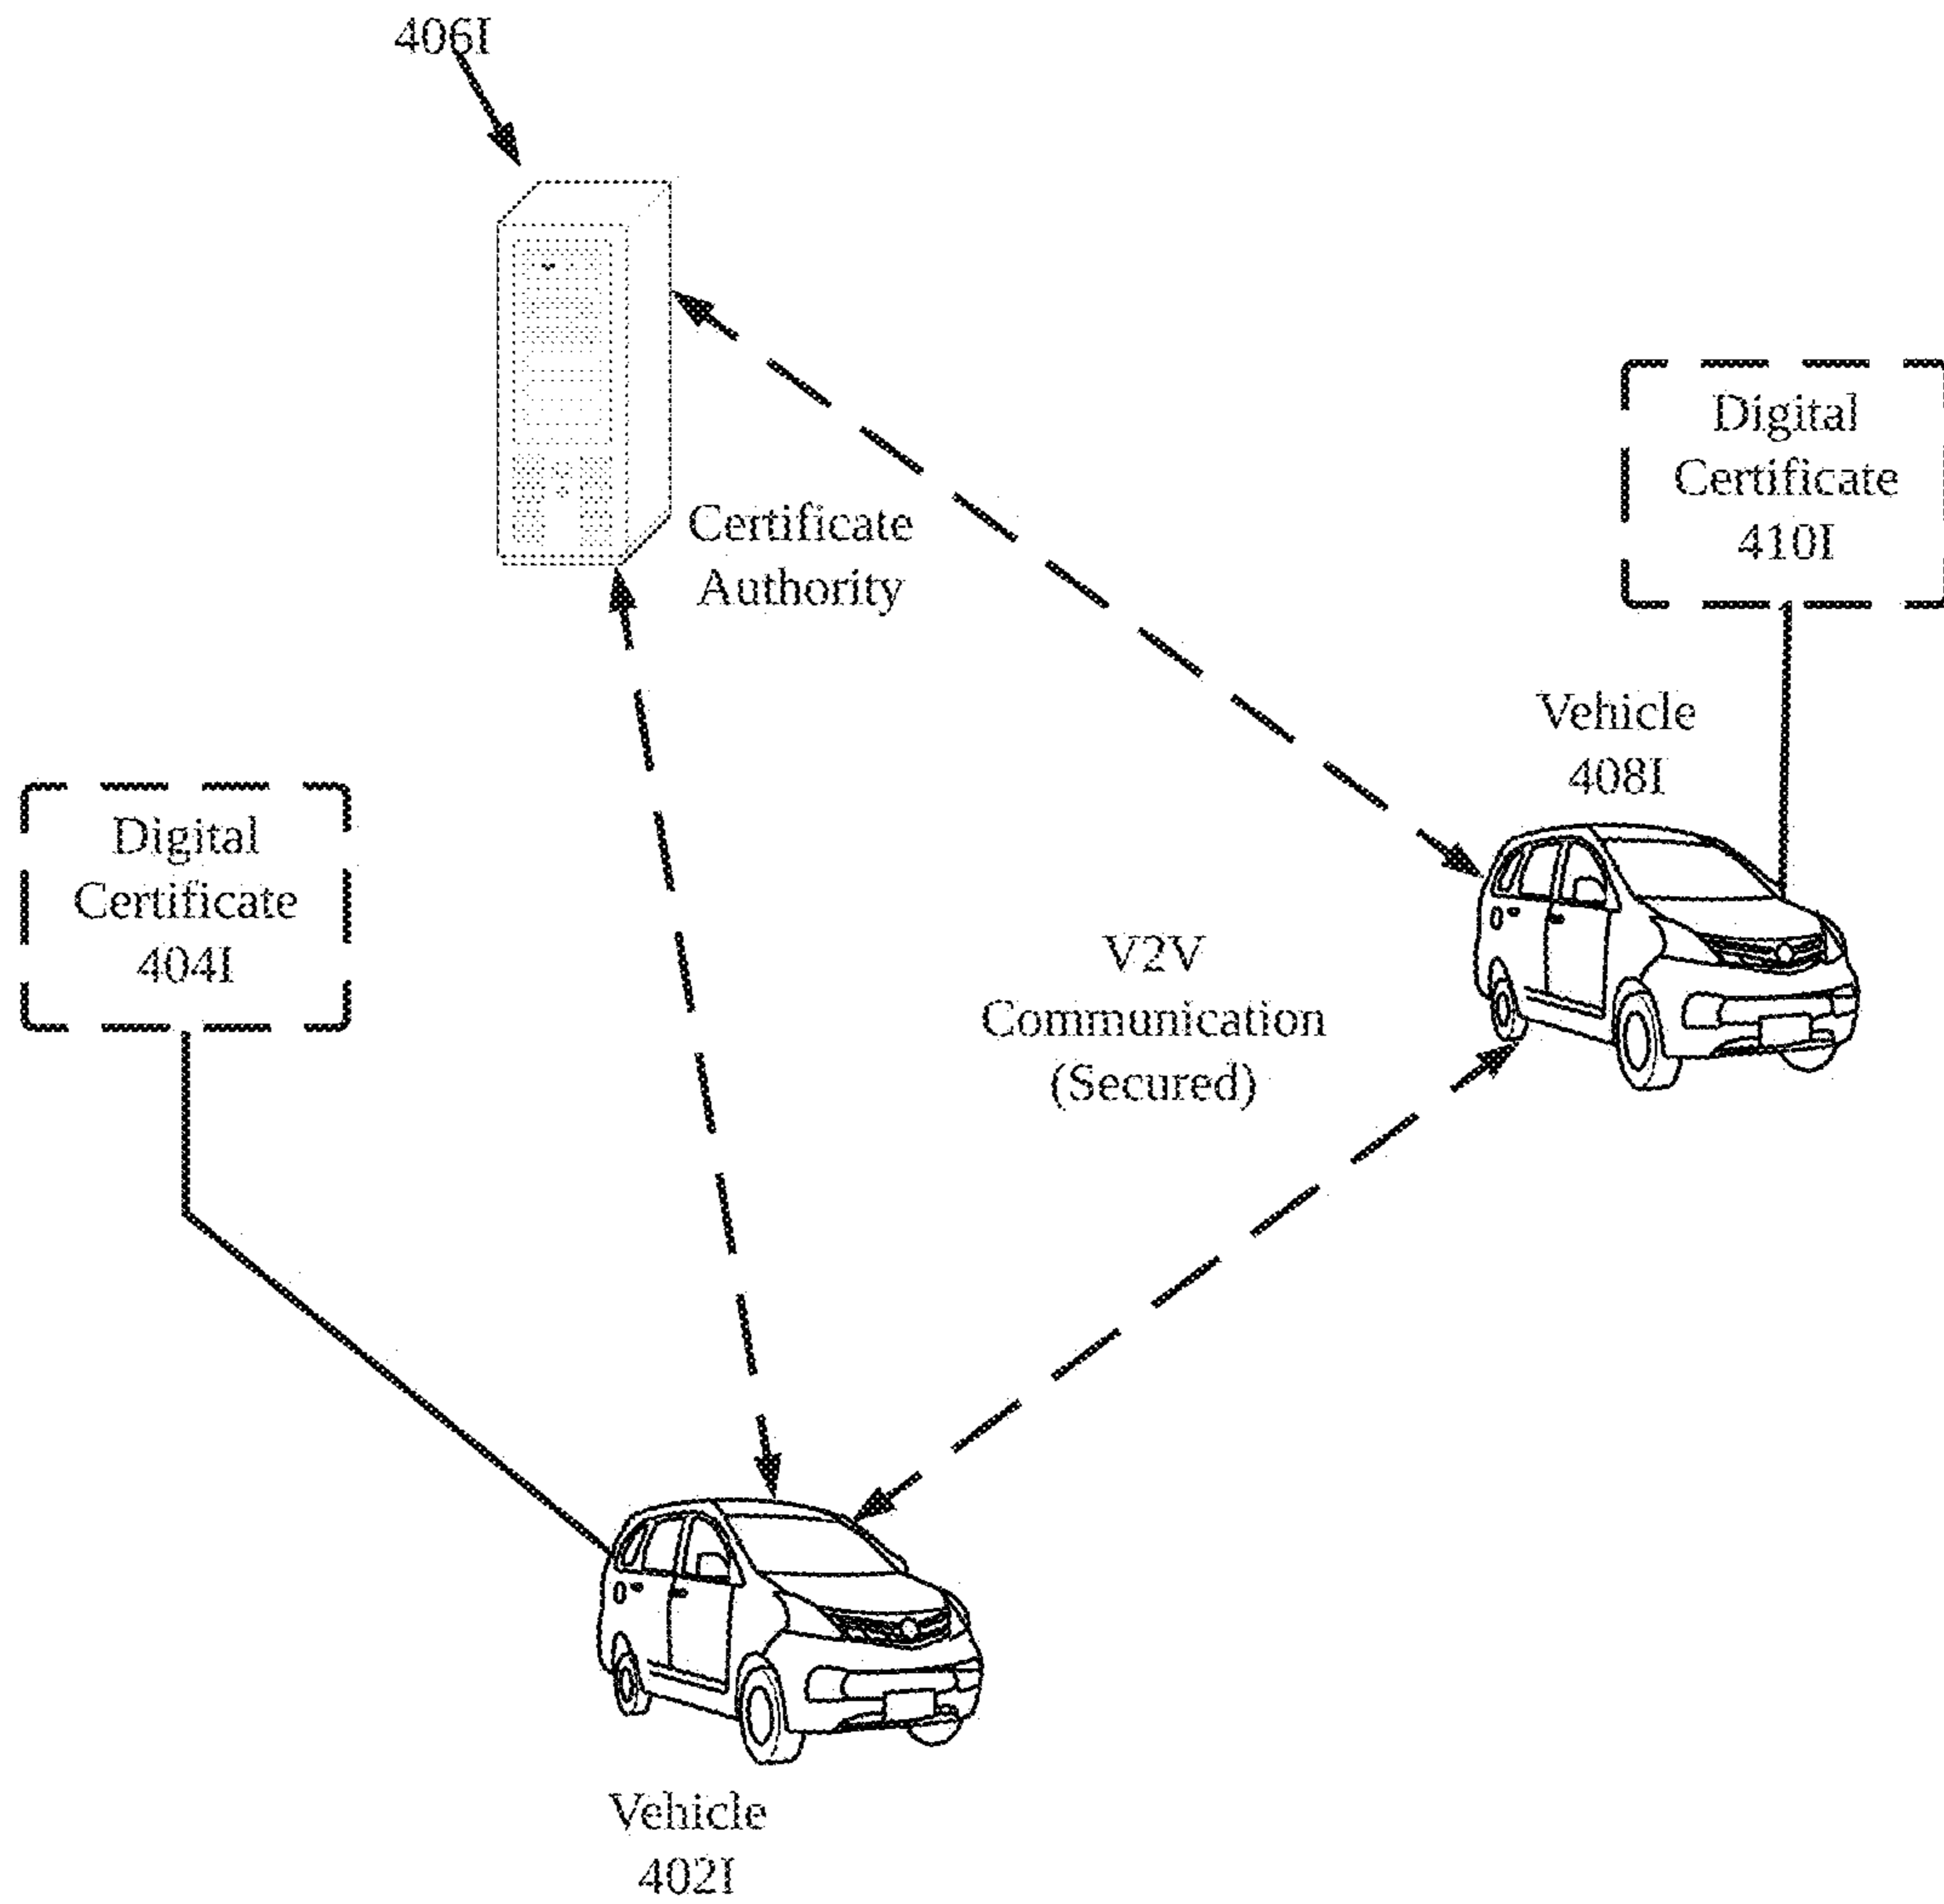 406I
Certificate
Authority
Digital
Certificate
410I
Vehicle
408I
Digital
Certificate
404I
V2V
Communication
(Secured)
Vehicle
402I